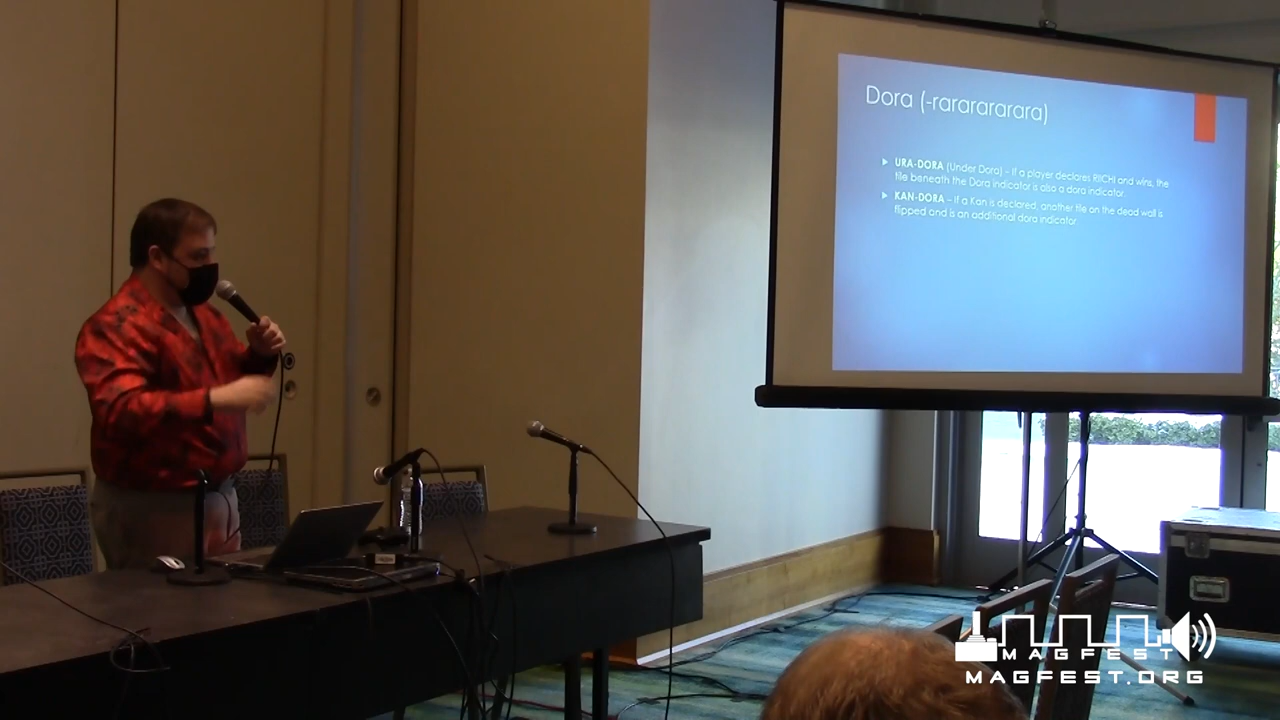 Dora (-rararararara)
URA-DORA (Under Dora) – If a player declares RIICHI and wins, the
tile beneath the Dora indicator is also a dora indicator.
KAN-DORA – If a Kan is declared, another tile on the dead wall is
flipped and is an additional dora indicator.
MAGFEST
MAGFEST.ORG